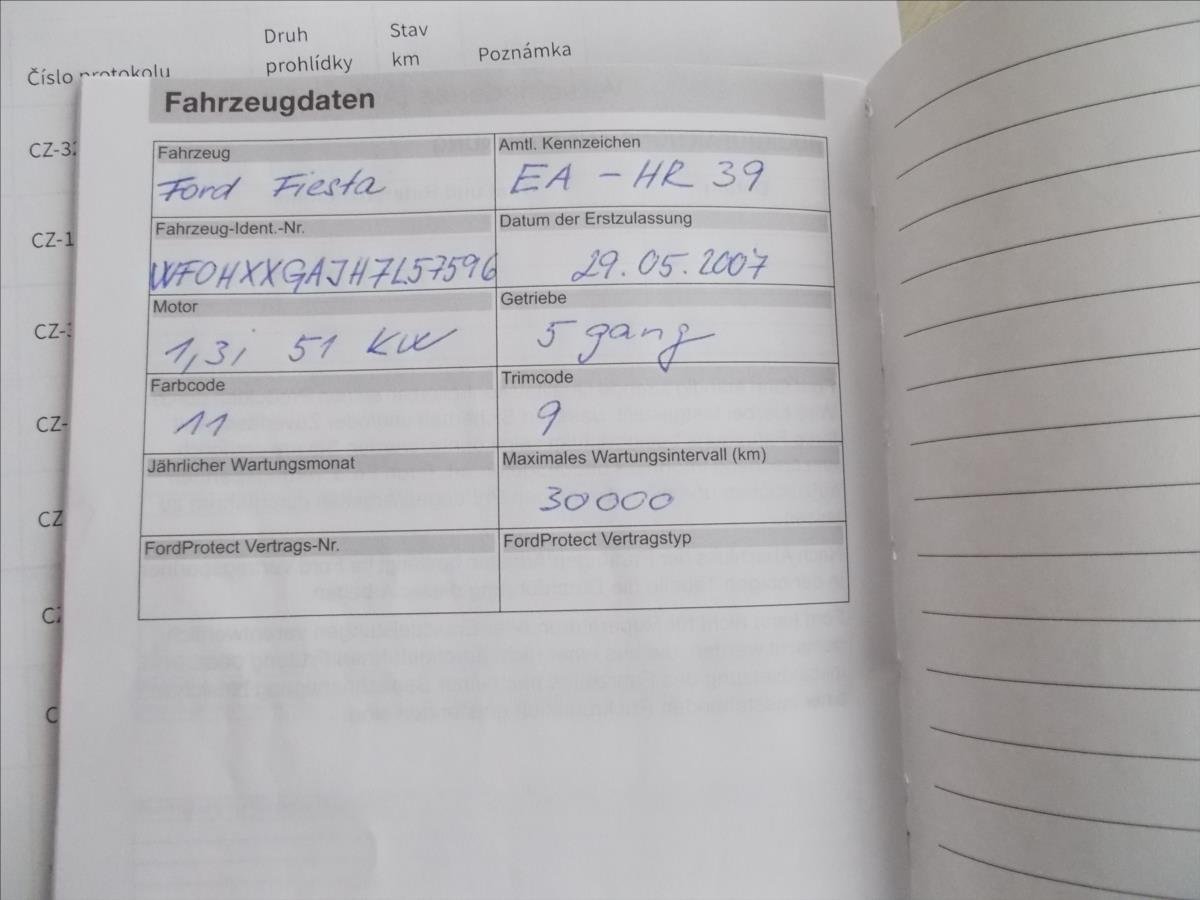 Druh
prohlídky
Stav
km
Poznámka
Číslo protokolu
CZ-
CZ-1
CZ-
CZ-
CZ
Fahrzeugdaten
Fahrzeug
Ford Fiesta
Amtl. Kennzeichen
EA - HR 39
Fahrzeug-Ident.-Nr.
WF0HXXGAJH7L57596
Datum der Erstzulassung
29.05.2007
Motor
1,3i 51 KW
Getriebe
5 gang
Farbcode
11
Trimcode
9
Jährlicher Wartungsmonat
Maximales Wartungsintervall (km)
30000
FordProtect Vertrags-Nr.
FordProtect Vertragstyp